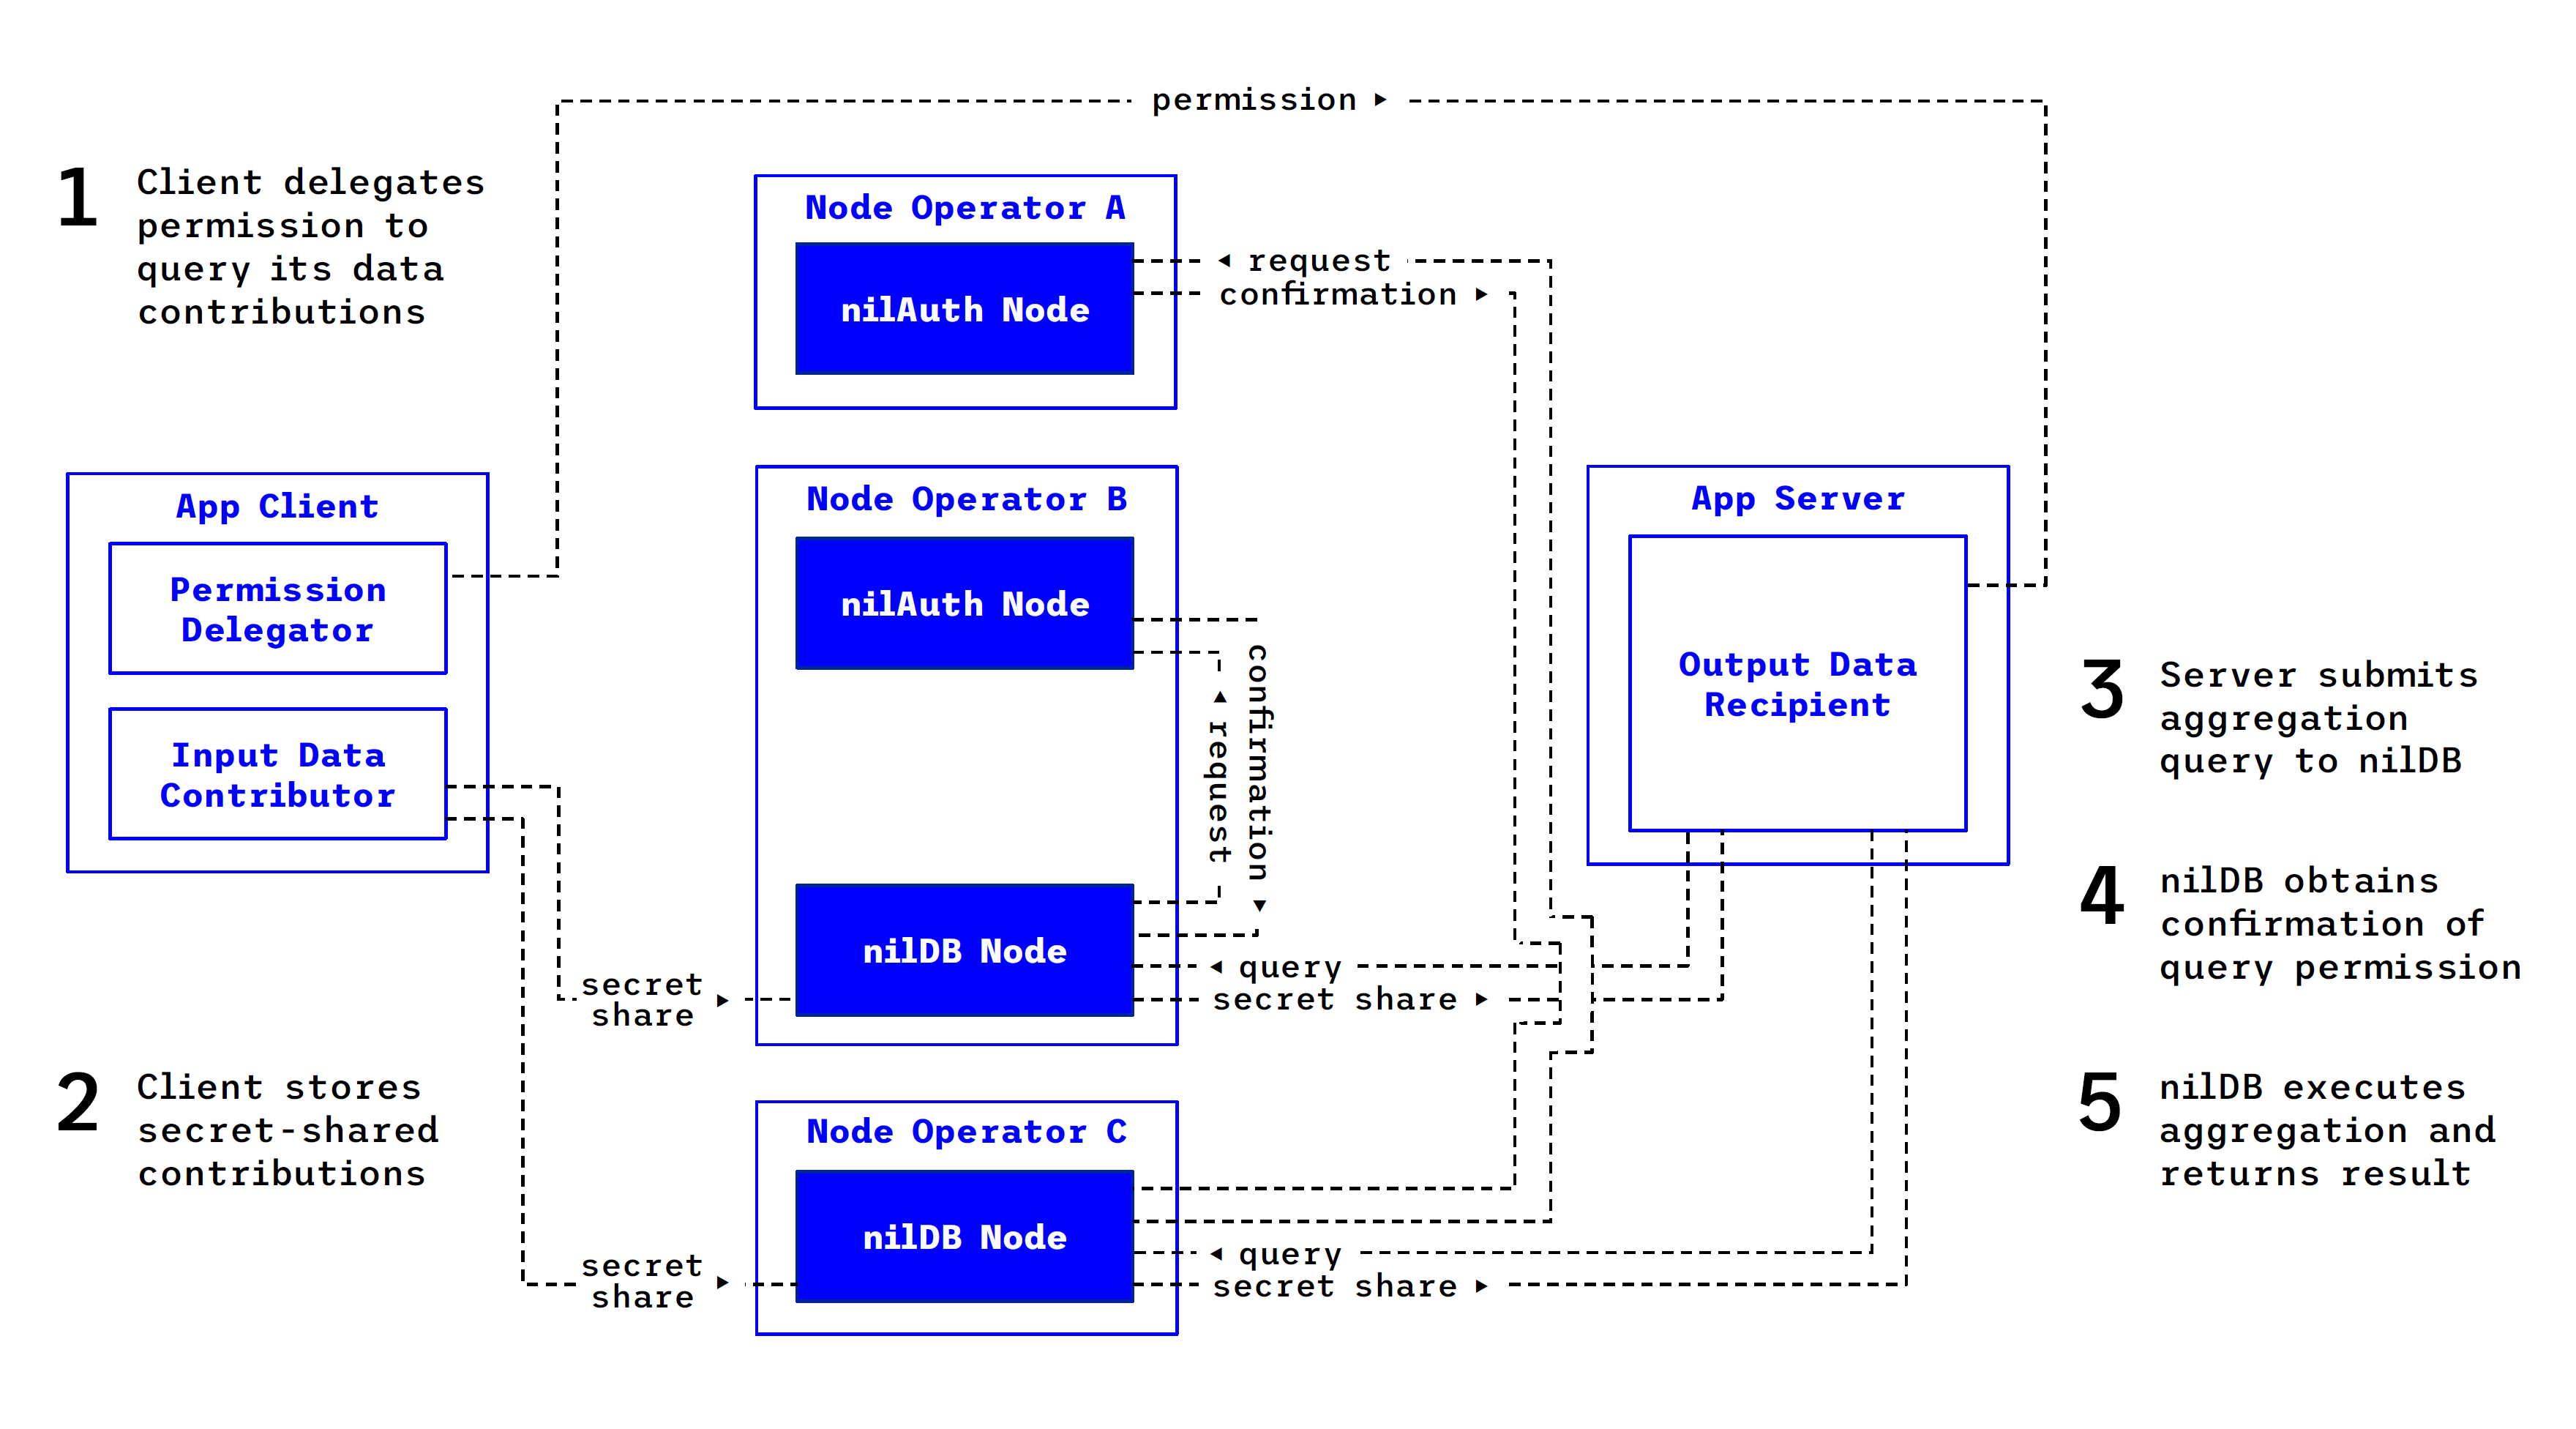 permission ►
1
Client delegates
permission to
query its data
contributions
Node Operator A
nilAuth Node
◄ request
confirmation ►
App Client
Permission
Delegator
Input Data
Contributor
Node Operator B
nilAuth Node
◄ request
confirmation ►
nilDB Node
◄ query
secret share ►
secret
share ►
App Server
Output Data
Recipient
2
Client stores
secret-shared
contributions
secret
share ►
Node Operator C
nilDB Node
◄ query
secret share ►
3
Server submits
aggregation
query to nilDB
4
nilDB obtains
confirmation of
query permission
5
nilDB executes
aggregation and
returns result